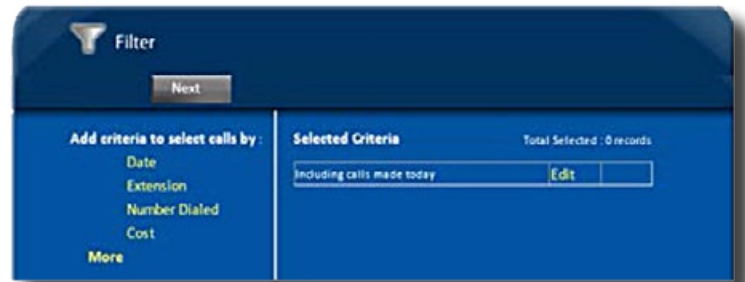 Filter
Next
Add criteria to select calls by :
Date
Extension
Number Dialed
Cost
More
Selected Criteria
Total Selected : 0 records
Including calls made today
Edit